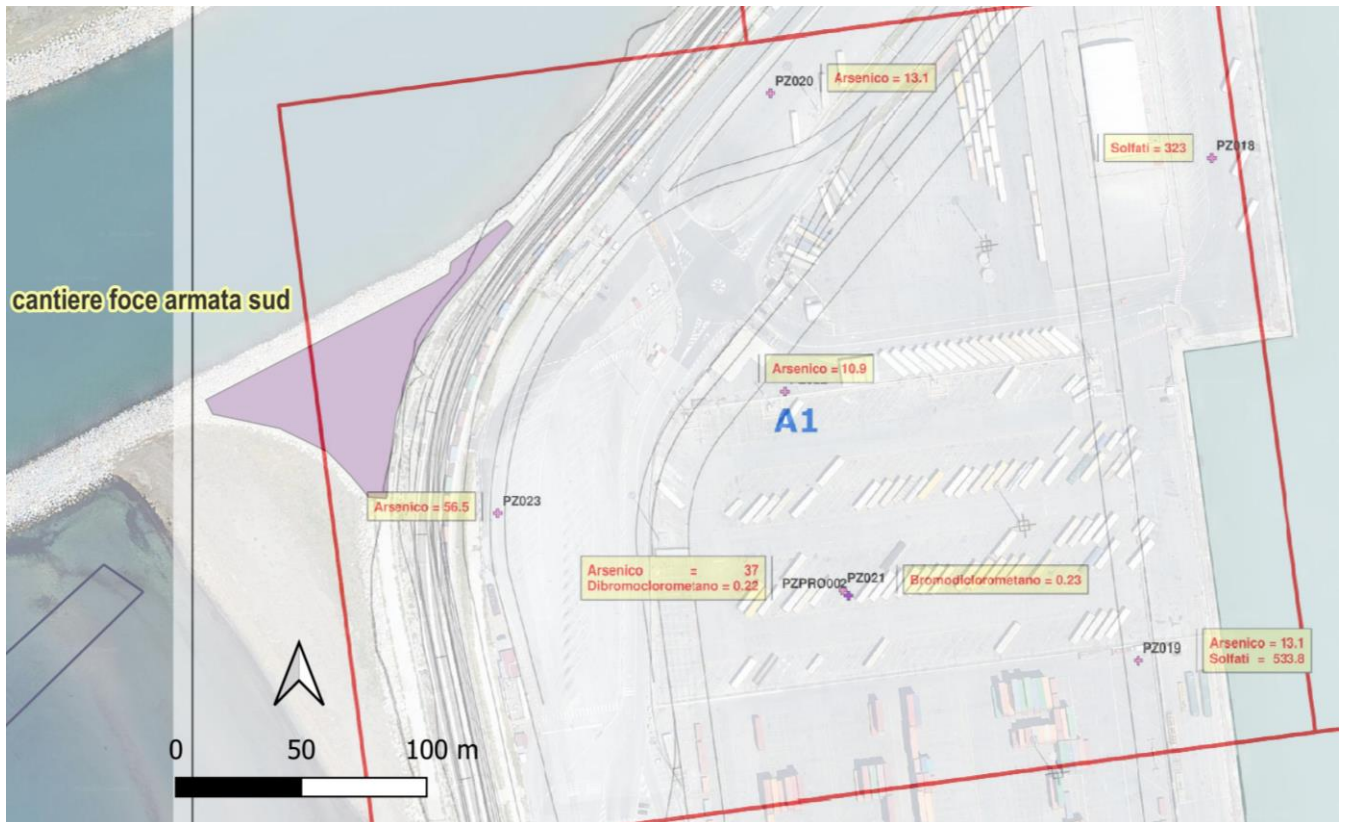 PZ020
Arsenico = 13.1
Solfati = 323
PZ018
cantiere foce armata sud
Arsenico = 10.9
A1
Arsenico = 56.5
PZ023
Arsenico = 37
Dibromoclorometano = 0.22
PZPRO002
PZ021
Bromodiclorometano = 0.23
PZ019
Arsenico = 13.1
Solfati = 533.8
0 50 100 m